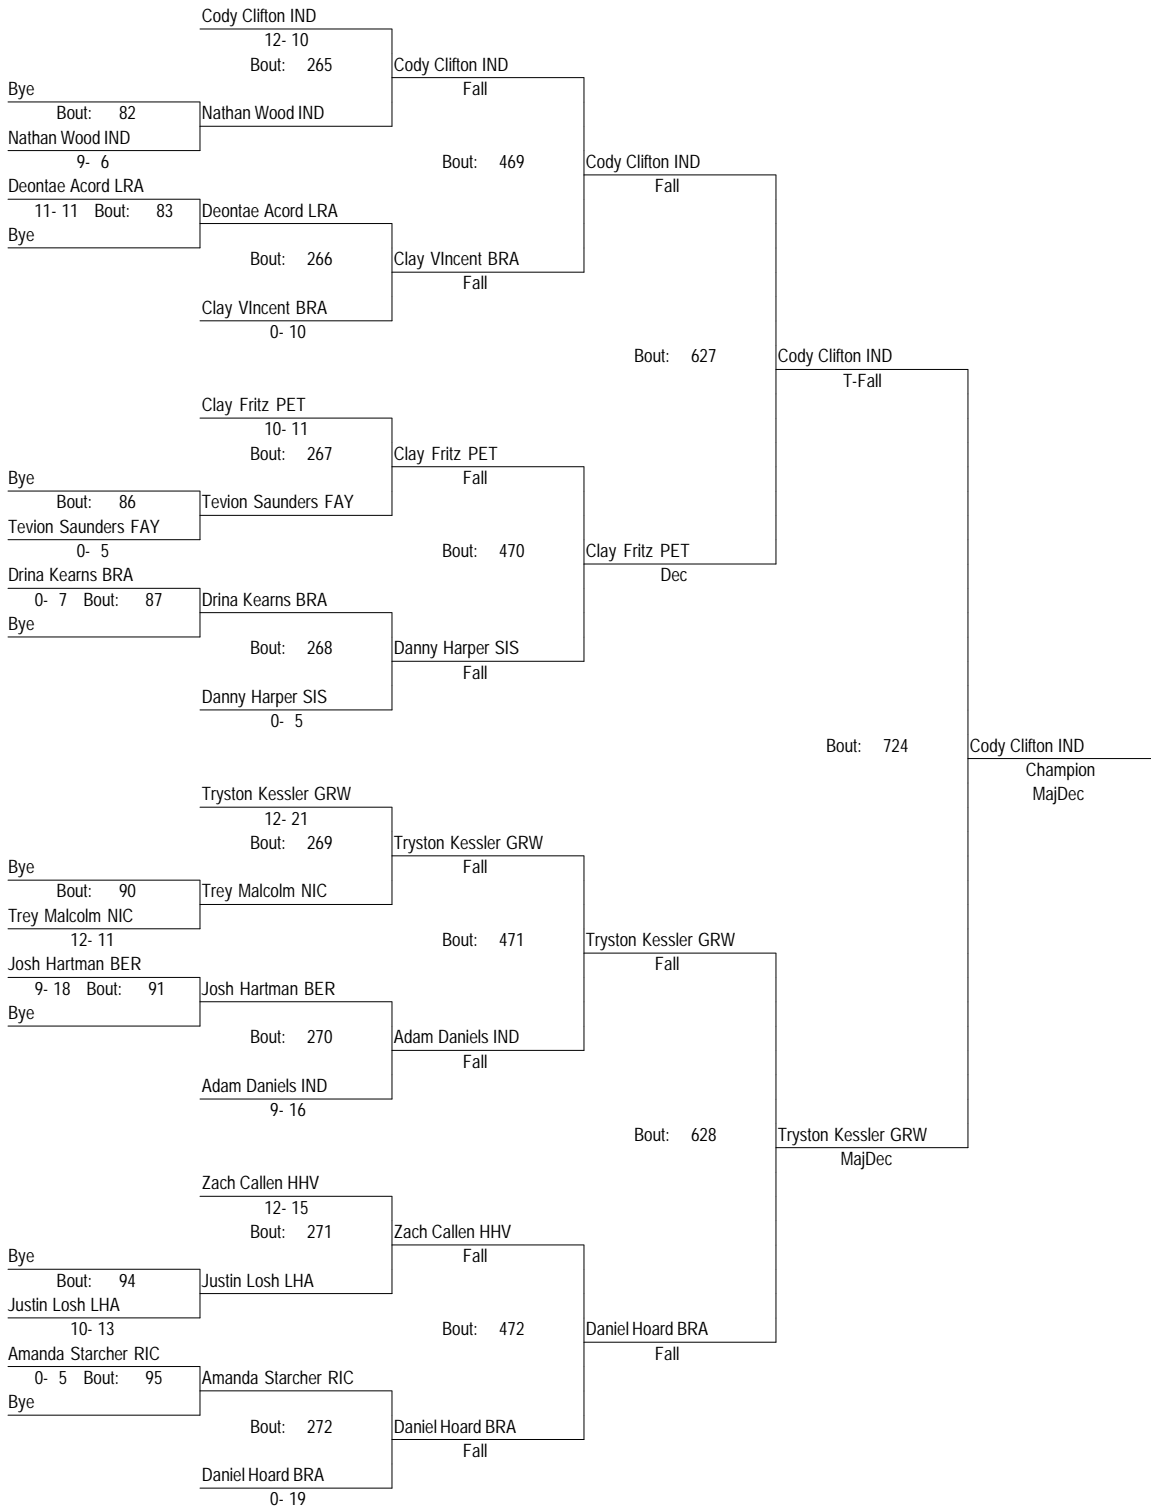 Cody Clifton IND
12- 10
Bout: 265
Cody Clifton IND
Fall
Bye
Bout: 82
Nathan Wood IND
Nathan Wood IND
9- 6
Bout: 469
Cody Clifton IND
Fall
Deontae Acord LRA
11- 11 Bout: 83
Deontae Acord LRA
Bye
Bout: 266
Clay VIncent BRA
Fall
Clay VIncent BRA
0- 10
Bout: 627
Cody Clifton IND
T-Fall
Clay Fritz PET
10- 11
Bout: 267
Clay Fritz PET
Fall
Bye
Bout: 86
Tevion Saunders FAY
Tevion Saunders FAY
0- 5
Bout: 470
Clay Fritz PET
Dec
Drina Kearns BRA
0- 7 Bout: 87
Drina Kearns BRA
Bye
Bout: 268
Danny Harper SIS
Fall
Danny Harper SIS
0- 5
Bout: 724
Cody Clifton IND
Champion
MajDec
Tryston Kessler GRW
12- 21
Bout: 269
Tryston Kessler GRW
Fall
Bye
Bout: 90
Trey Malcolm NIC
Trey Malcolm NIC
12- 11
Bout: 471
Tryston Kessler GRW
Fall
Josh Hartman BER
9- 18 Bout: 91
Josh Hartman BER
Bye
Bout: 270
Adam Daniels IND
Fall
Adam Daniels IND
9- 16
Bout: 628
Tryston Kessler GRW
MajDec
Zach Callen HHV
12- 15
Bout: 271
Zach Callen HHV
Fall
Bye
Bout: 94
Justin Losh LHA
Justin Losh LHA
10- 13
Bout: 472
Daniel Hoard BRA
Fall
Amanda Starcher RIC
0- 5 Bout: 95
Amanda Starcher RIC
Bye
Bout: 272
Daniel Hoard BRA
Fall
Daniel Hoard BRA
0- 19